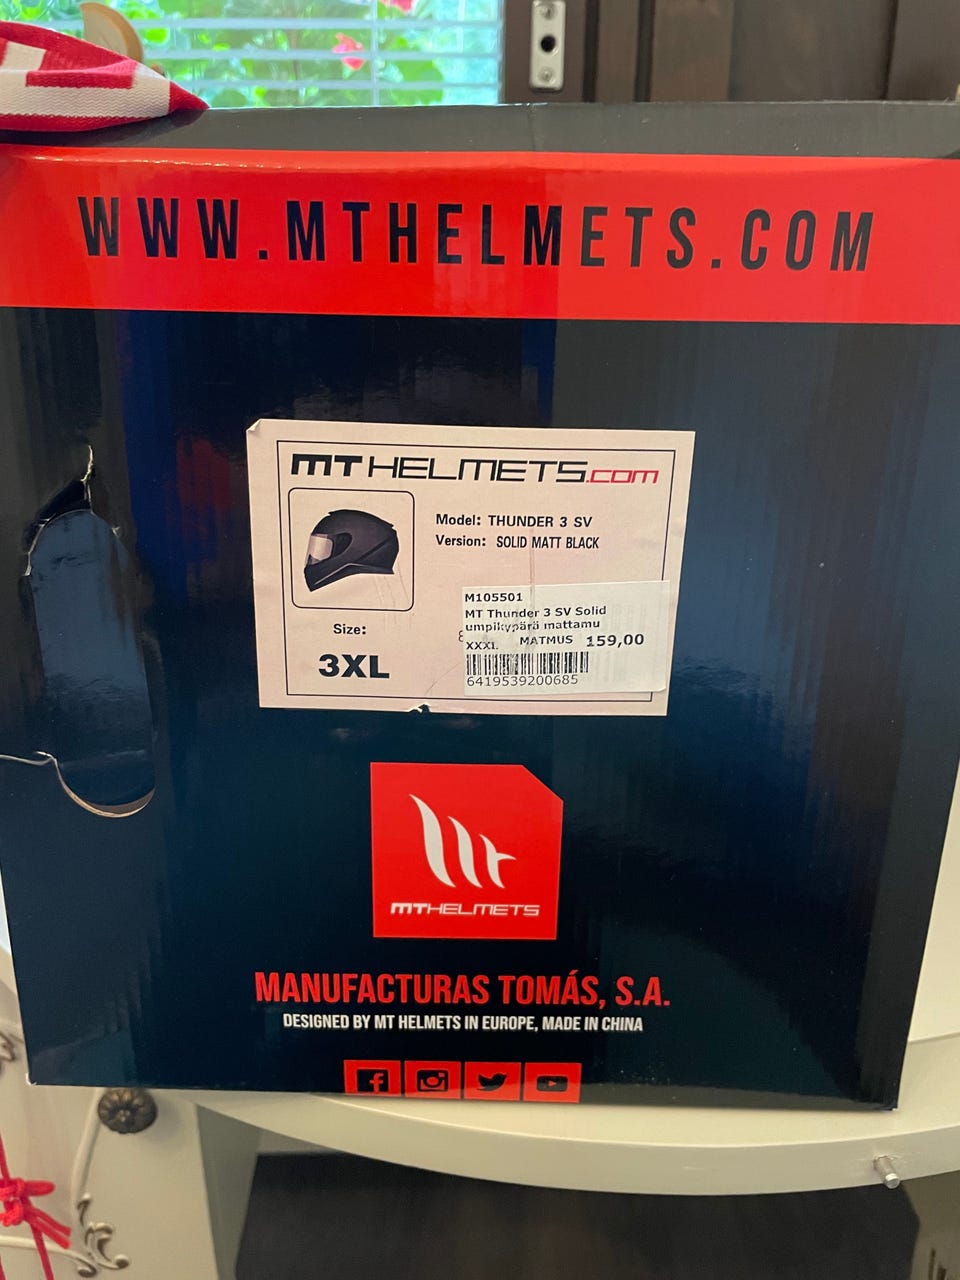 WWW.MTHELMETS.COM
MT HELMETS.com
Model: THUNDER 3 SV
Version: SOLID MATT BLACK
Size:
3XL
M105501
MT Thunder 3 SV Solid
umpikypärä mattamu
XXXL MATMUS 159,00
6419539200685
MTHELMETS
MANUFACTURAS TOMÁS, S.A.
DESIGNED BY MT HELMETS IN EUROPE, MADE IN CHINA